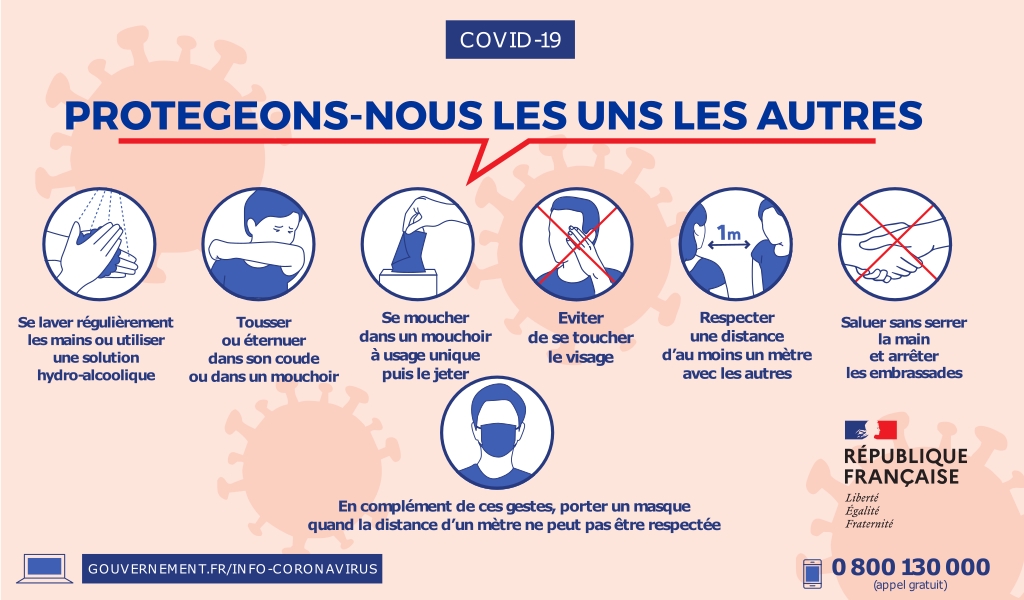 COVID-19
PROTEGEONS-NOUS LES UNS LES AUTRES
1m
Se laver régulièrement
les mains ou utiliser
une solution
hydro-alcoolique
Tousser
ou éternuer
dans son coude
ou dans un mouchoir
Se moucher
dans un mouchoir
à usage unique
puis le jeter
Eviter
de se toucher
le visage
Respecter
une distance
d'au moins un mètre
avec les autres
Saluer sans serrer
la main
et arrêter
les embrassades
En complément de ces gestes, porter un masque
quand la distance d'un mètre ne peut pas être respectée
RÉPUBLIQUE
FRANÇAISE
Liberté
Égalité
Fraternité
GOUVERNEMENT.FR/INFO-CORONAVIRUS
0 800 130 000
(appel gratuit)